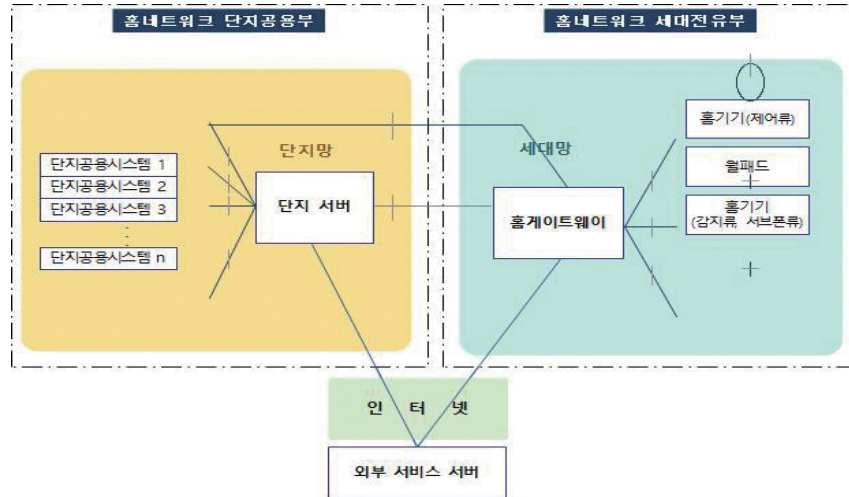 홈네트워크 단지공용부
홈네트워크 세대전유부
단지망
단지공용시스템 1
단지공용시스템 2
단지공용시스템 3
단지공용시스템 n
단지 서버
세대망
홈게이트웨이
홈기기(제어류)
월패드
홈기기
(감지류, 서브폰류)
인 터 넷
외부 서비스 서버